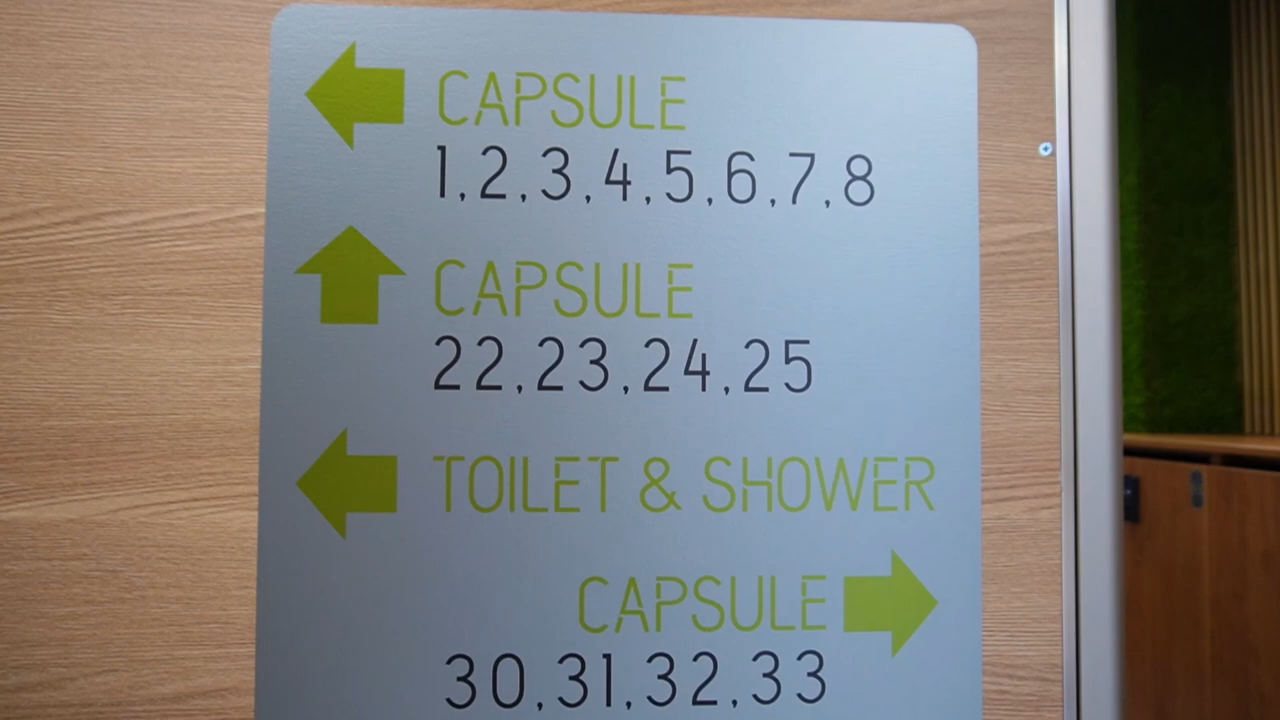 CAPSULE
1,2,3,4,5,6,7,8
CAPSULE
22,23,24,25
TOILET & SHOWER
CAPSULE
30,31,32,33